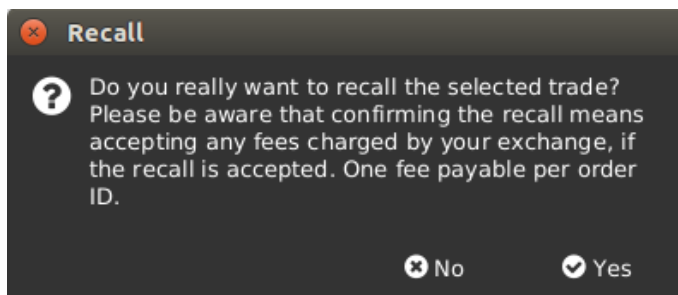 Recall
Do you really want to recall the selected trade?
Please be aware that confirming the recall means
accepting any fees charged by your exchange, if
the recall is accepted. One fee payable per order
ID.
No Yes